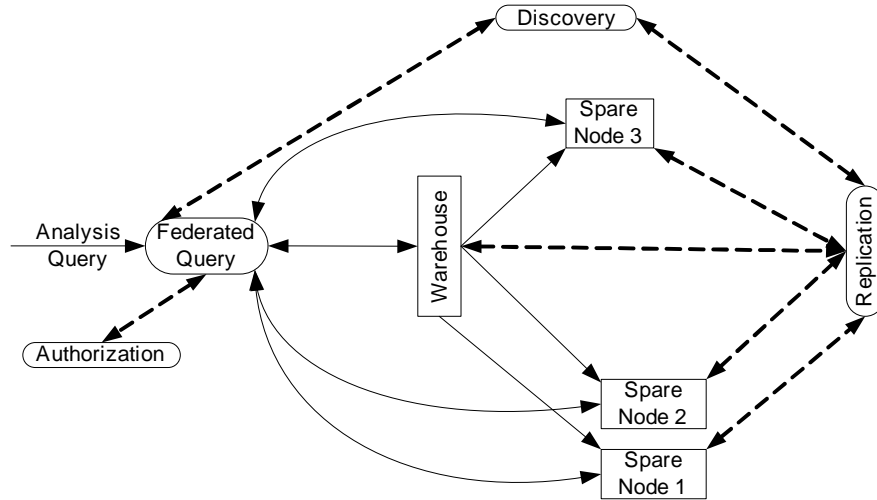 Discovery
Spare
Node 3
Analysis
Query
Federated
Query
Warehouse
Replication
Authorization
Spare
Node 2
Spare
Node 1